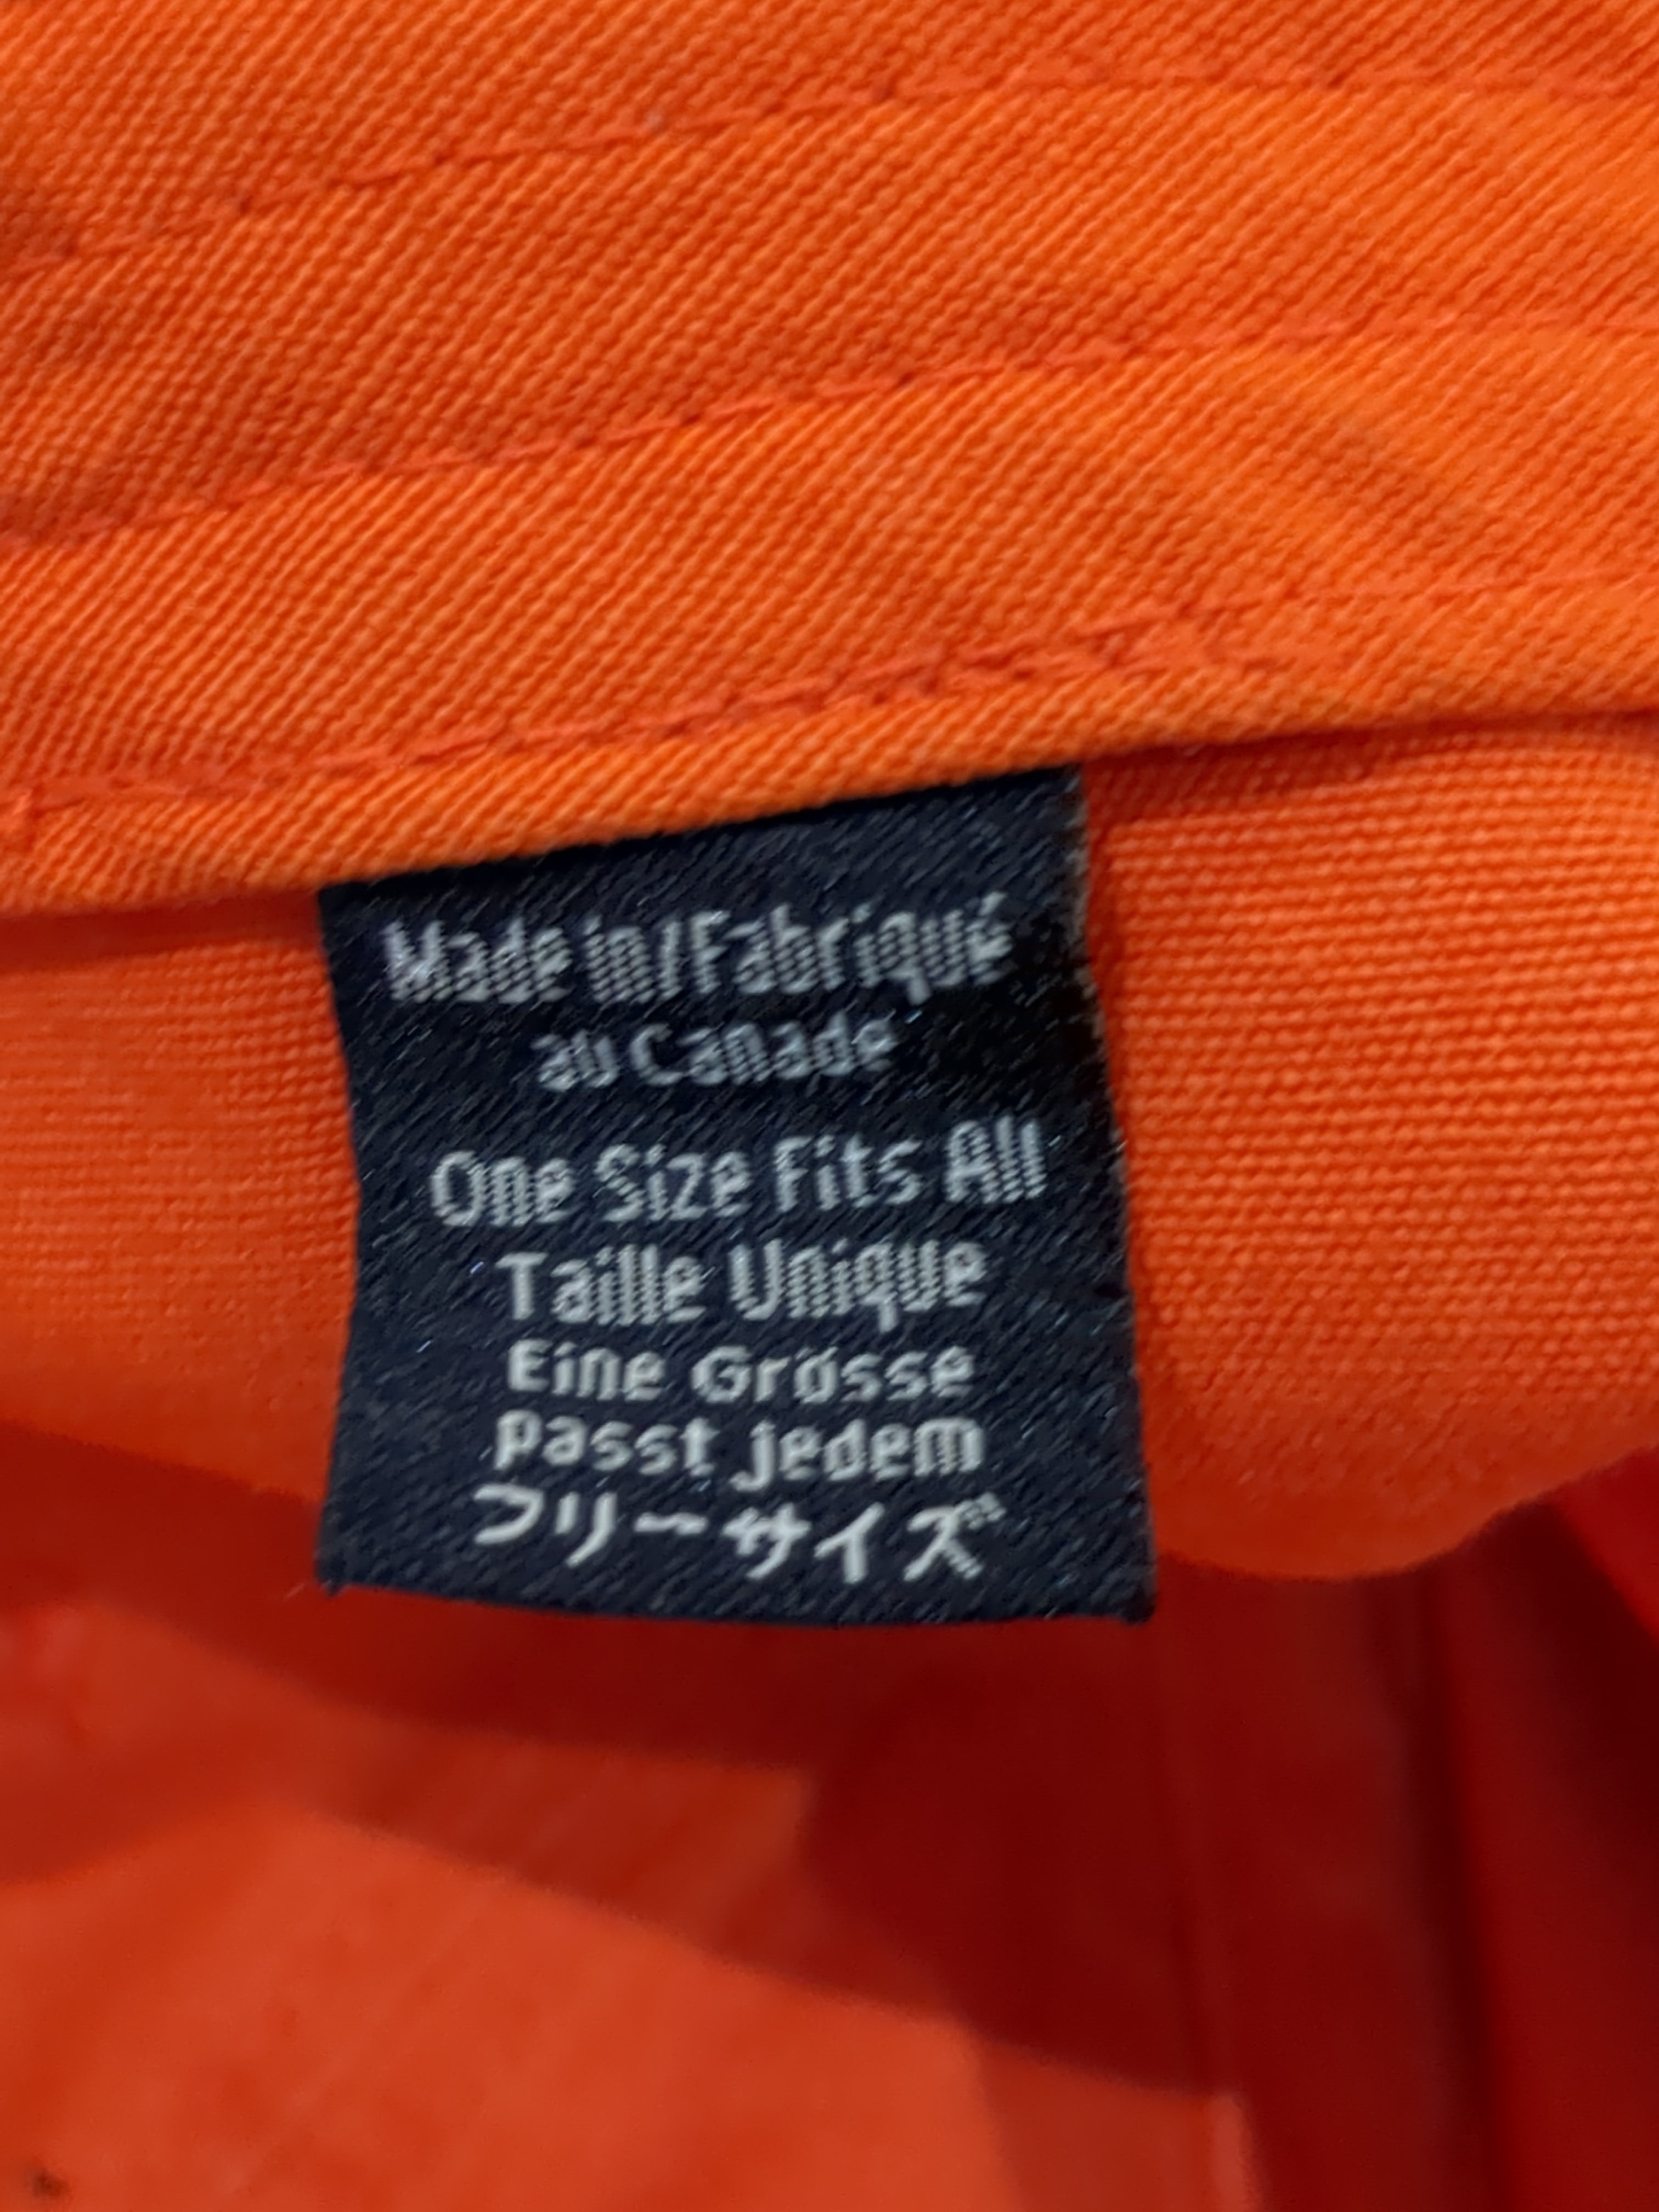 Made in/Fabriqué
au Canada
One Size Fits All
Taille Unique
Eine Grösse
passt jedem
フリーサイズ